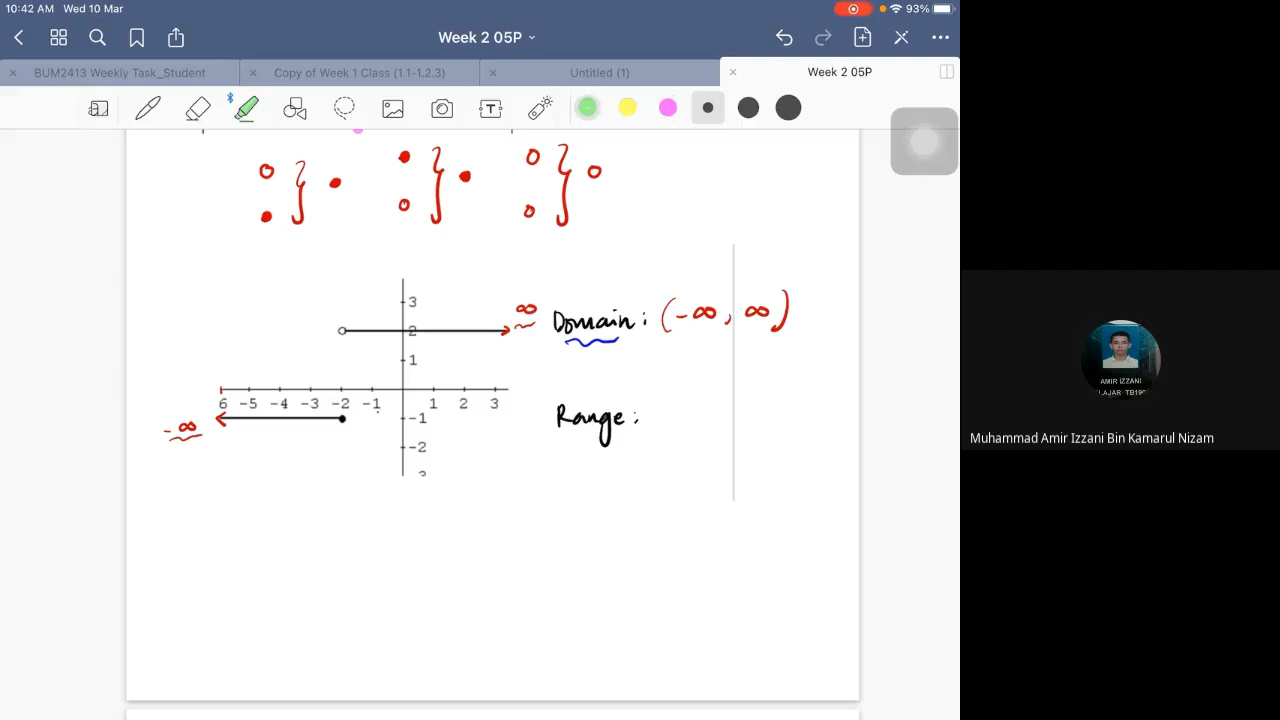 10:42 AM Wed 10 Mar 93%
Week 2 05P
BUM2413 Weekly Task_Student
Copy of Week 1 Class (1.1-1.2.3)
Untitled (1)
Week 2 05P
T
3
2
1
6 -5 -4 -3 -2 -1 1 2 3
-1
-2
∞
-∞
Domain: (-∞, ∞)
Range:
AMIR IZZANI
Muhammad Amir Izzani Bin Kamarul Nizam